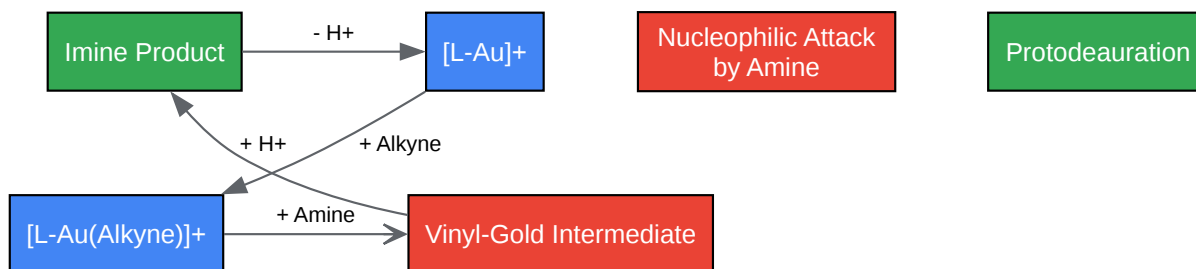 Imine Product
- H+
[L-Au]+
Nucleophilic Attack
by Amine
Protodeauration
+ H+
+ Alkyne
[L-Au(Alkyne)]+
+ Amine
Vinyl-Gold Intermediate